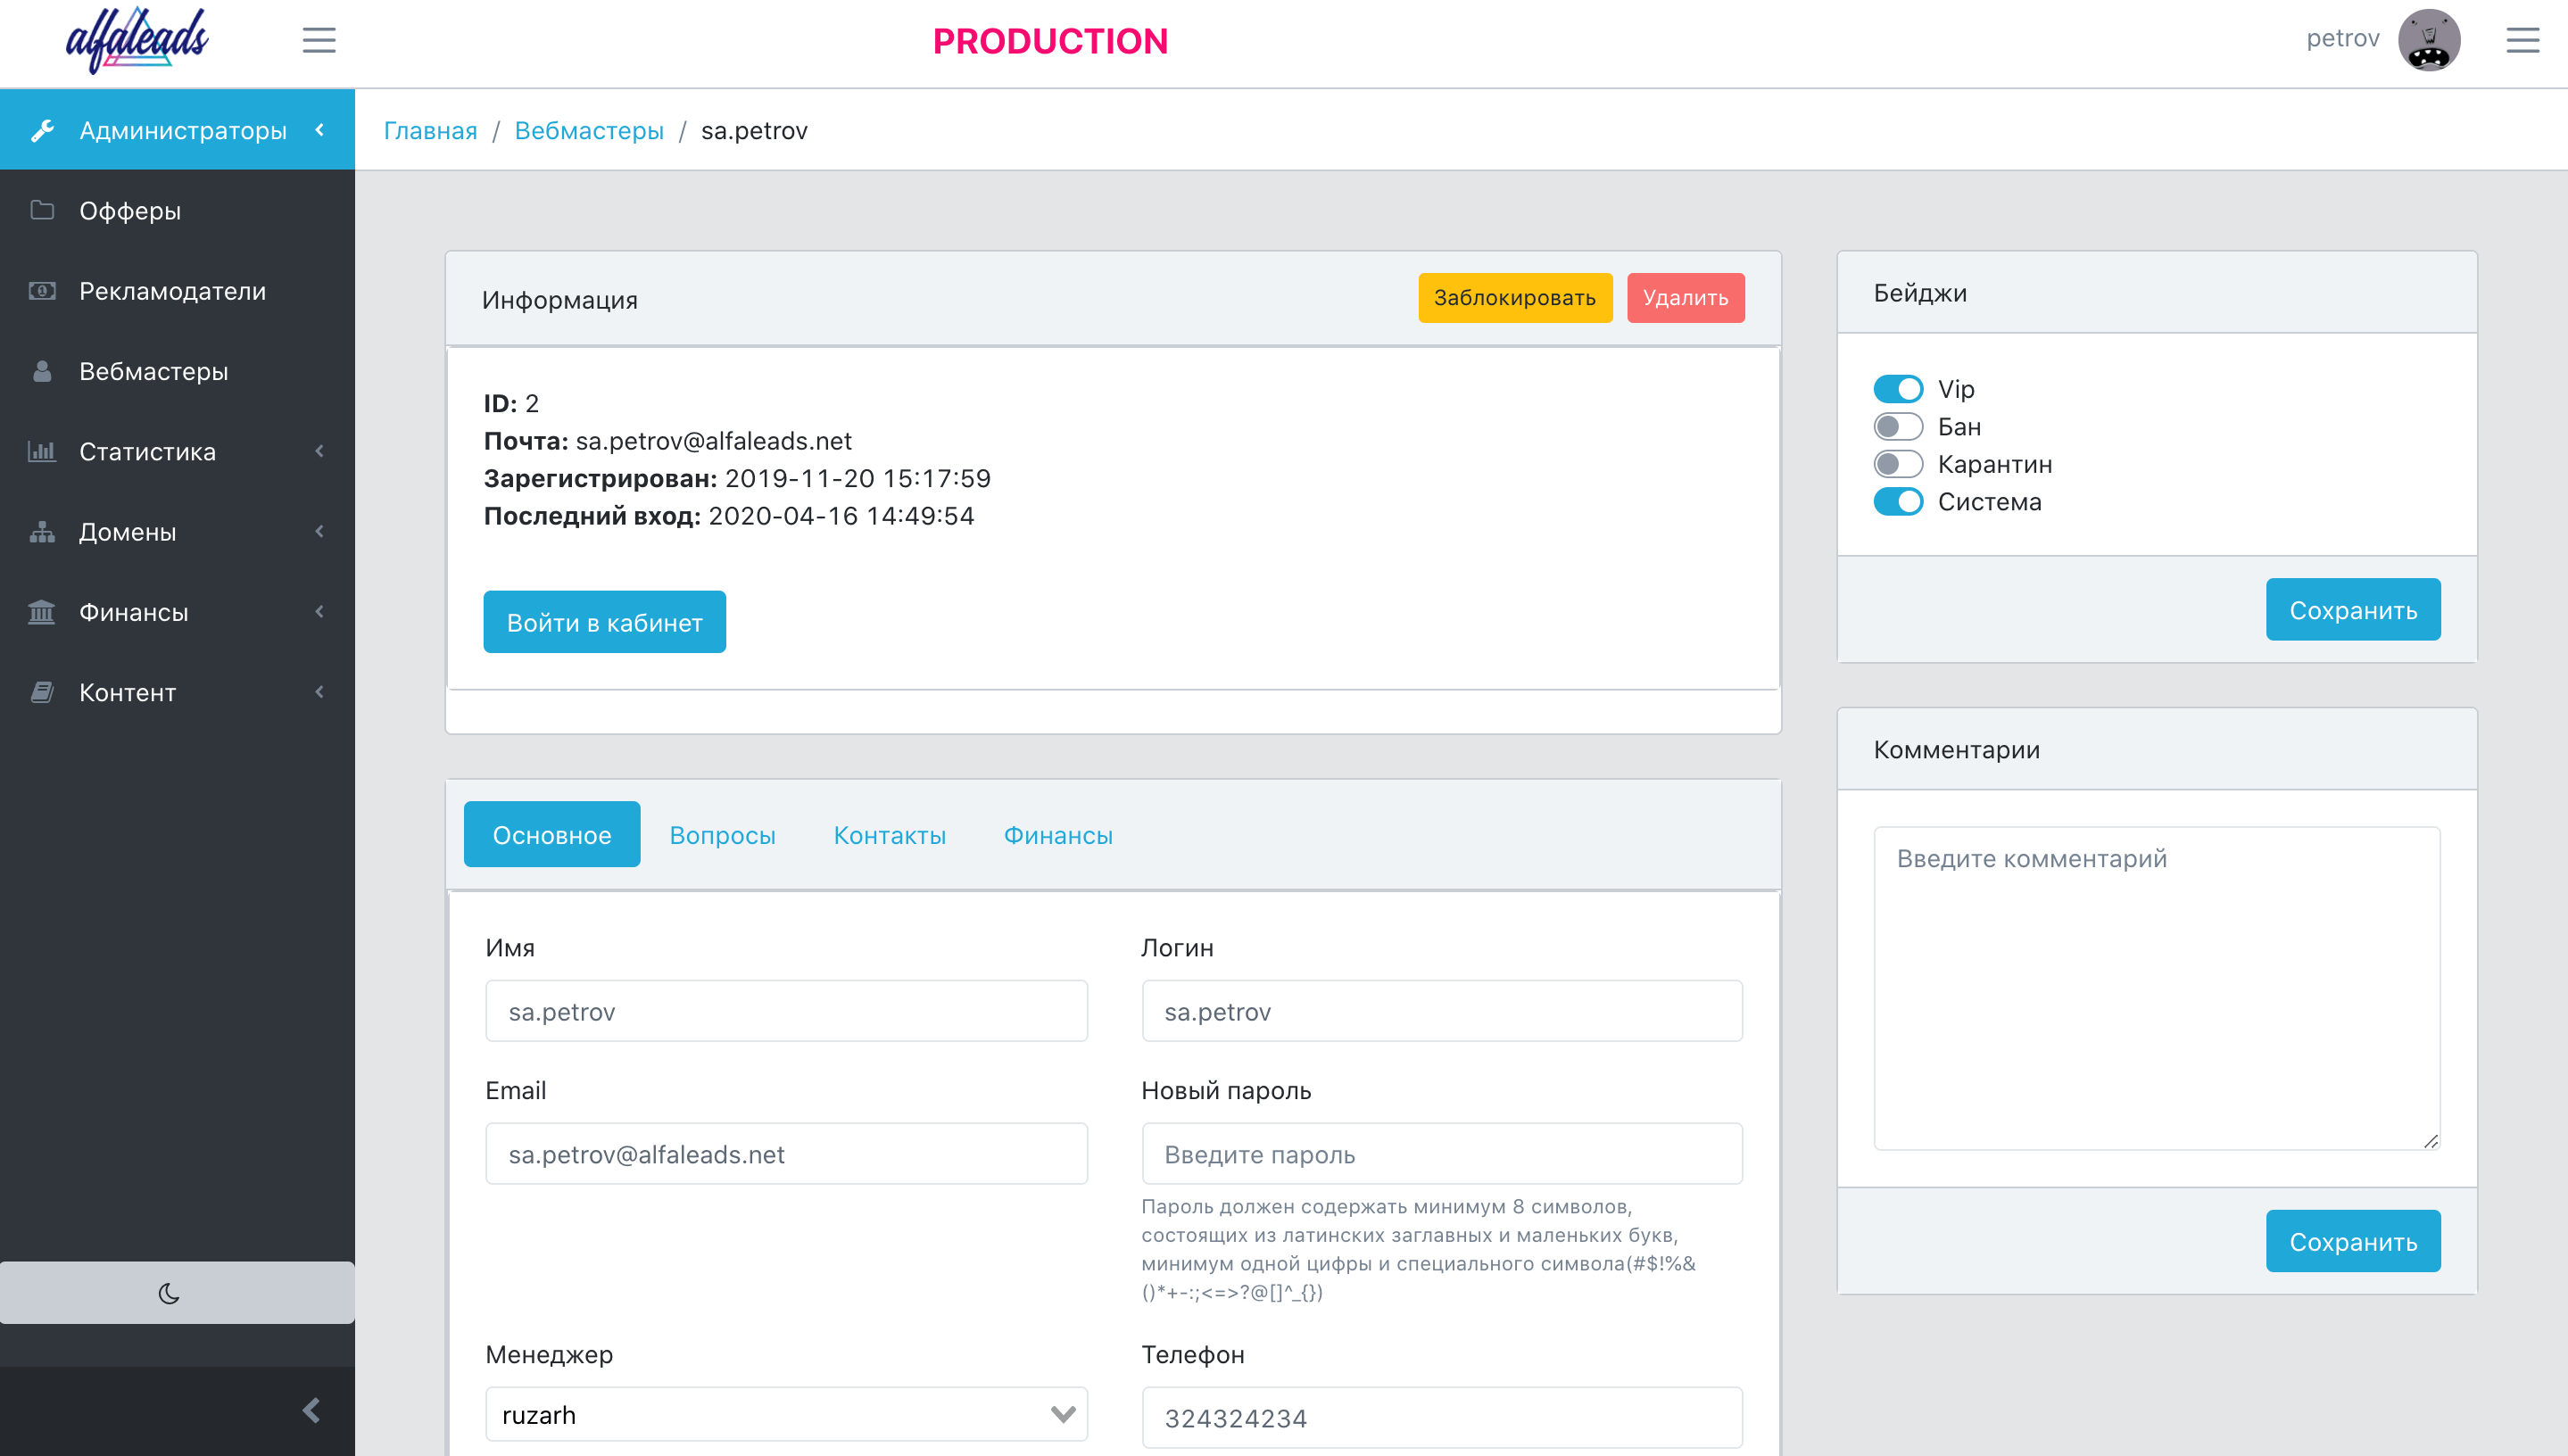 alfaleads
PRODUCTION
petrov
Администраторы
Офферы
Рекламодатели
Вебмастеры
Статистика
Домены
Финансы
Контент
Главная / Вебмастеры / sa.petrov
Информация
Заблокировать
Удалить
ID: 2
Почта: sa.petrov@alfaleads.net
Зарегистрирован: 2019-11-20 15:17:59
Последний вход: 2020-04-16 14:49:54
Войти в кабинет
Основное
Вопросы
Контакты
Финансы
Имя
sa.petrov
Логин
sa.petrov
Email
sa.petrov@alfaleads.net
Новый пароль
Введите пароль
Пароль должен содержать минимум 8 символов,
состоящих из латинских заглавных и маленьких букв,
минимум одной цифры и специального символа(#$!%&
()*+-:;<=>?@[]^_{})
Менеджер
ruzarh
Телефон
324324234
Бейджи
Vip
Бан
Карантин
Система
Сохранить
Комментарии
Введите комментарий
Сохранить